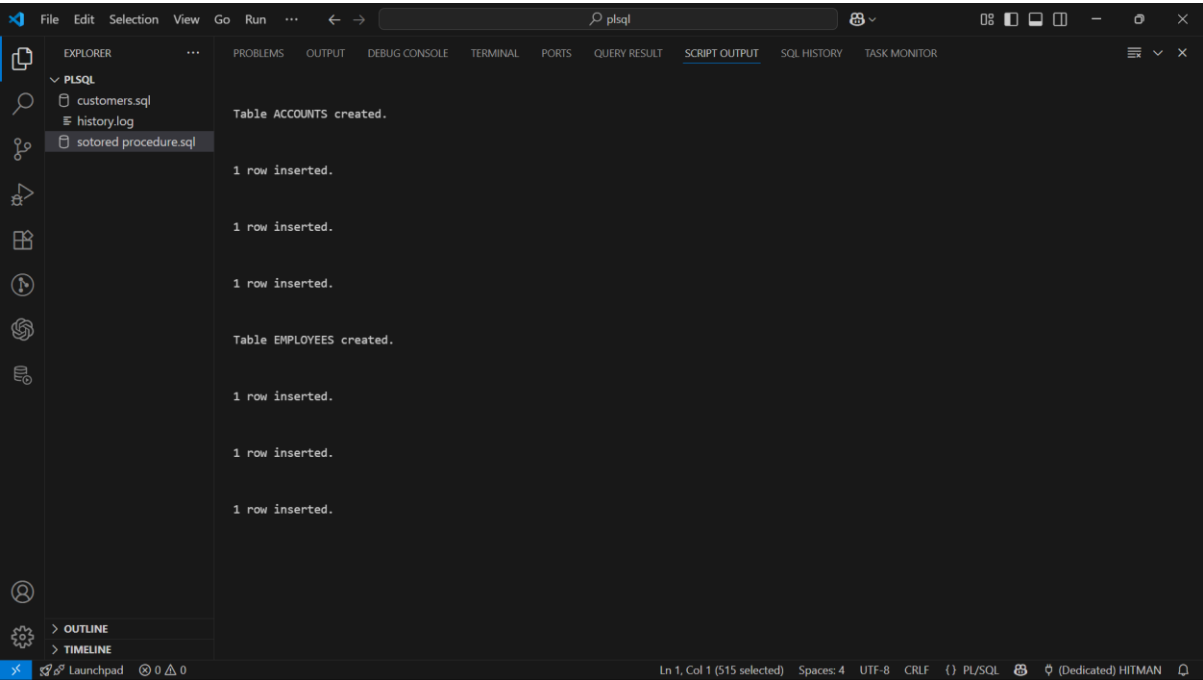 File Edit Selection View Go Run ··· plsql
EXPLORER ···
PLSQL
customers.sql
history.log
sotored procedure.sql
OUTLINE
TIMELINE
PROBLEMS OUTPUT DEBUG CONSOLE TERMINAL PORTS QUERY RESULT SCRIPT OUTPUT SQL HISTORY TASK MONITOR
Table ACCOUNTS created.
1 row inserted.
1 row inserted.
1 row inserted.
Table EMPLOYEES created.
1 row inserted.
1 row inserted.
1 row inserted.
Launchpad 0 0 Ln 1, Col 1 (515 selected) Spaces: 4 UTF-8 CRLF {} PL/SQL (Dedicated) HITMAN